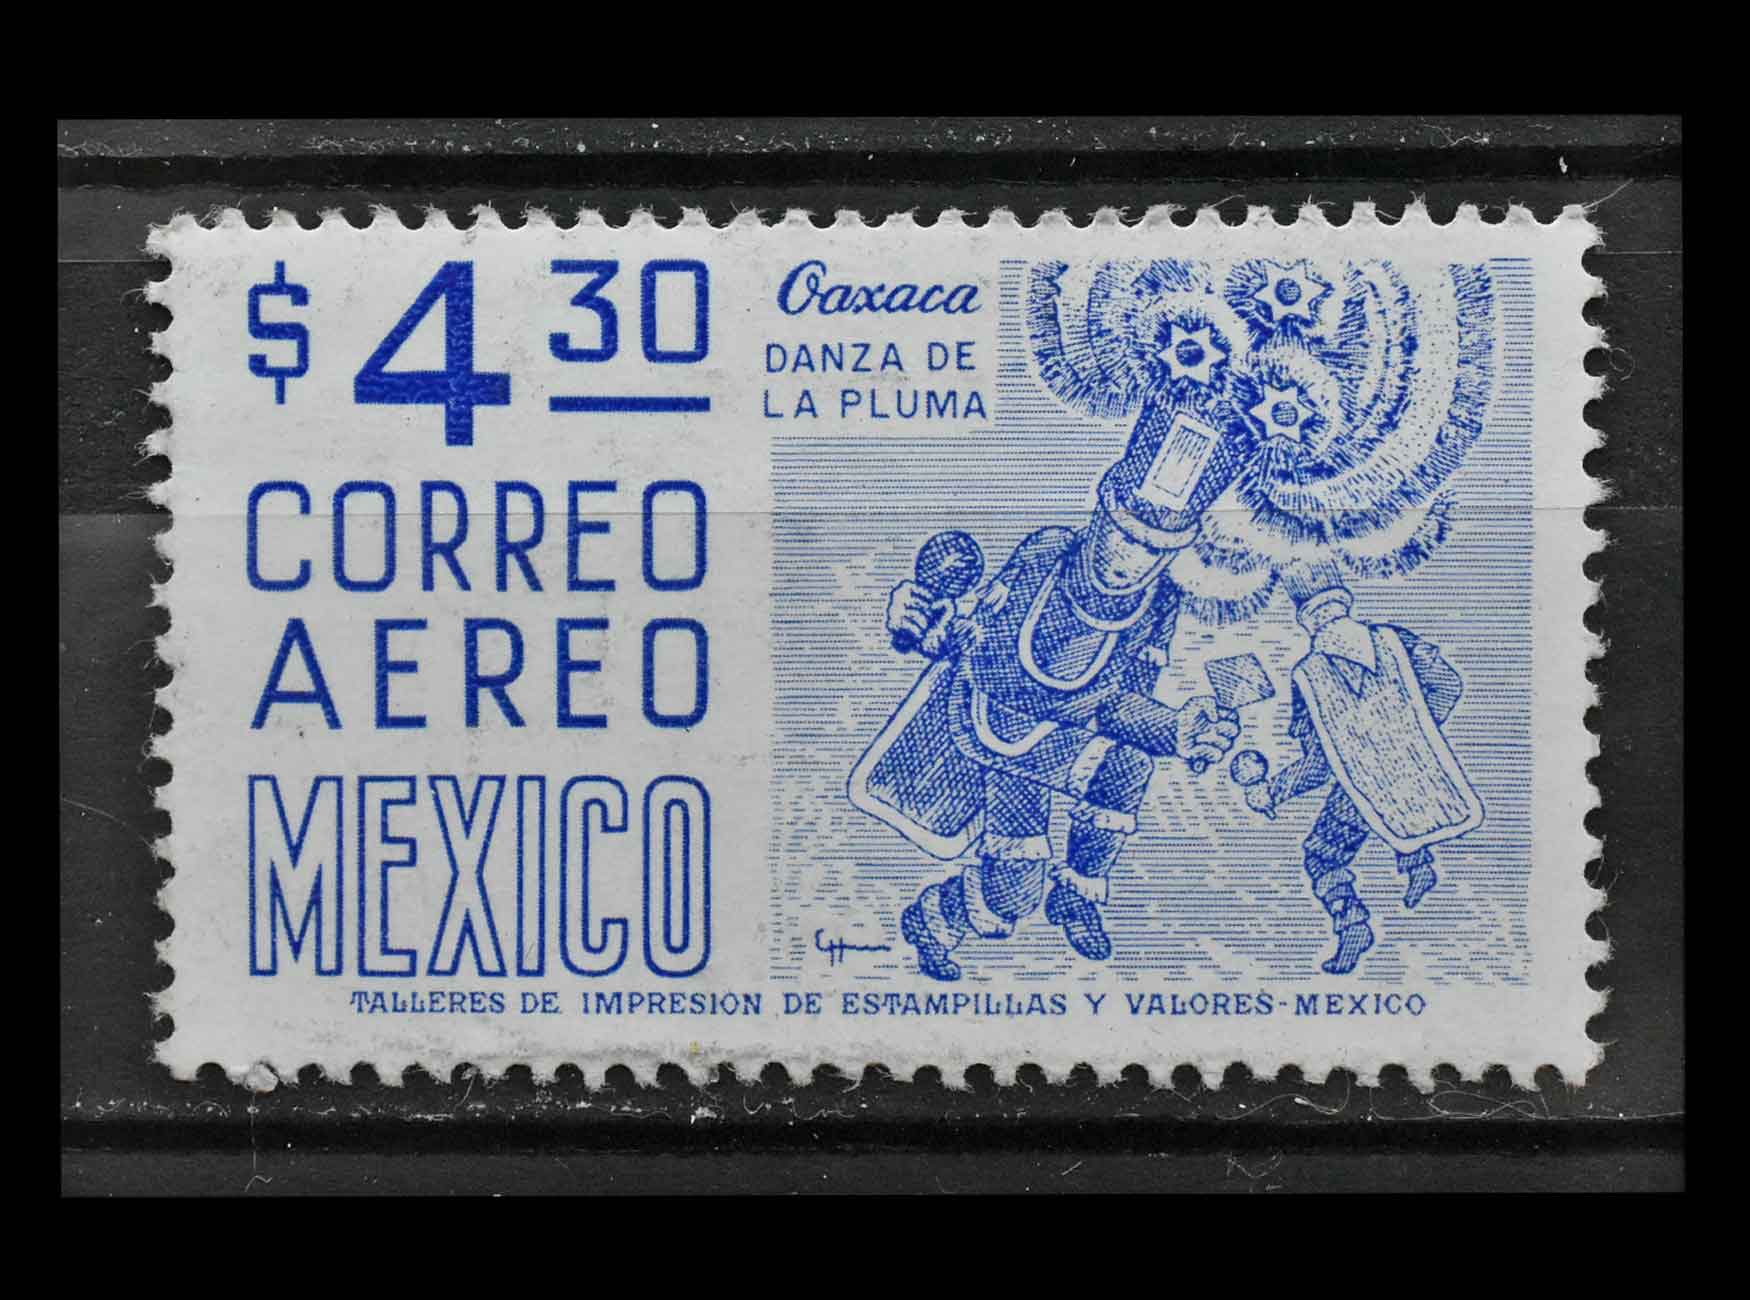 $4 30
CORREO
AEREO
MEXICO
Oaxaca
DANZA DE
LA PLUMA
TALLERES DE IMPRESION DE ESTAMPILLAS Y VALORES-MEXICO